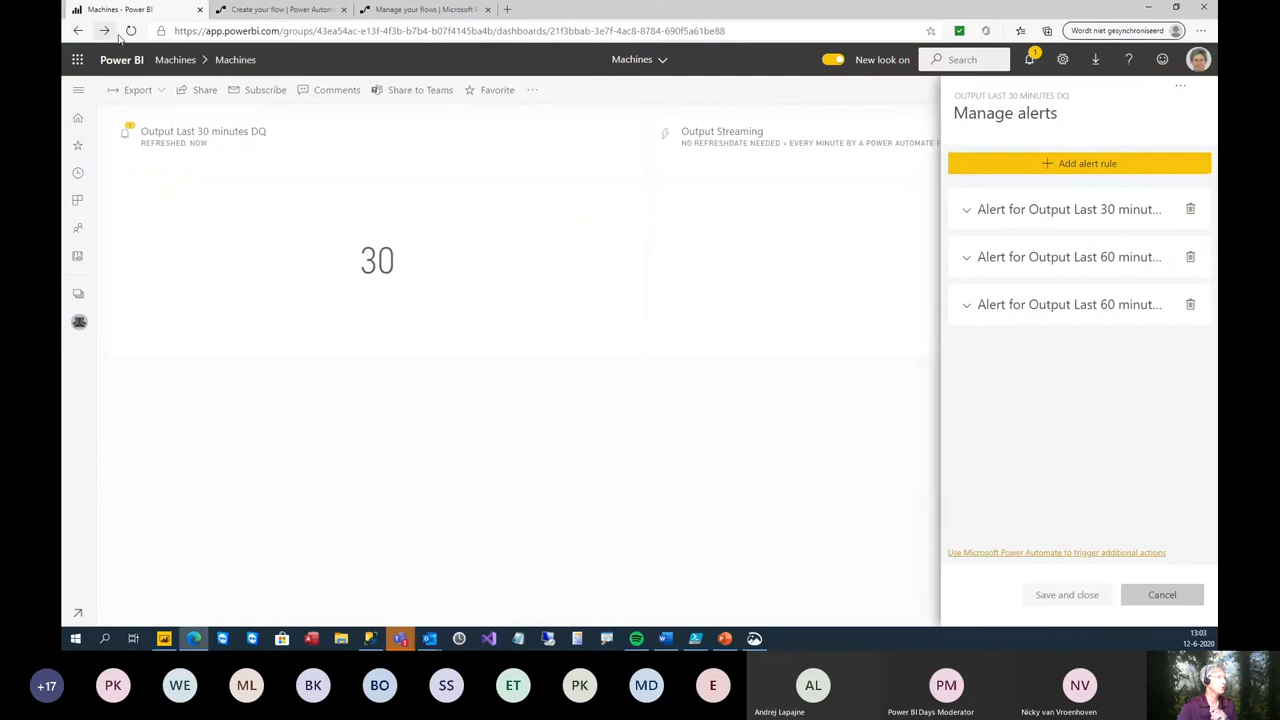 Machines - Power BI
Create your flow | Power Automat
Manage your flows | Microsoft P
https://app.powerbi.com/groups/43ea54ac-e13f-4f3b-b7b4-b07f4145ba4b/dashboards/21f3bbab-3e7f-4ac8-8784-690f5a61be88
Wordt niet gesynchroniseerd
Power BI
Machines
Machines
Machines
New look on
Search
1
Export
Share
Subscribe
Comments
Share to Teams
Favorite
Output Last 30 minutes DQ
REFRESHED: NOW
30
Output Streaming
NO REFRESHDATE NEEDED + EVERY MINUTE BY A POWER AUTOMATE F
OUTPUT LAST 30 MINUTES DQ
Manage alerts
Add alert rule
Alert for Output Last 30 minut...
Alert for Output Last 60 minut...
Alert for Output Last 60 minut...
Use Microsoft Power Automate to trigger additional actions
Save and close
Cancel
13:03
12-6-2020
+17
PK
WE
ML
BK
BO
SS
ET
PK
MD
E
AL
PM
NV
Andrej Lapajne
Power BI Days Moderator
Nicky van Vroenhoven